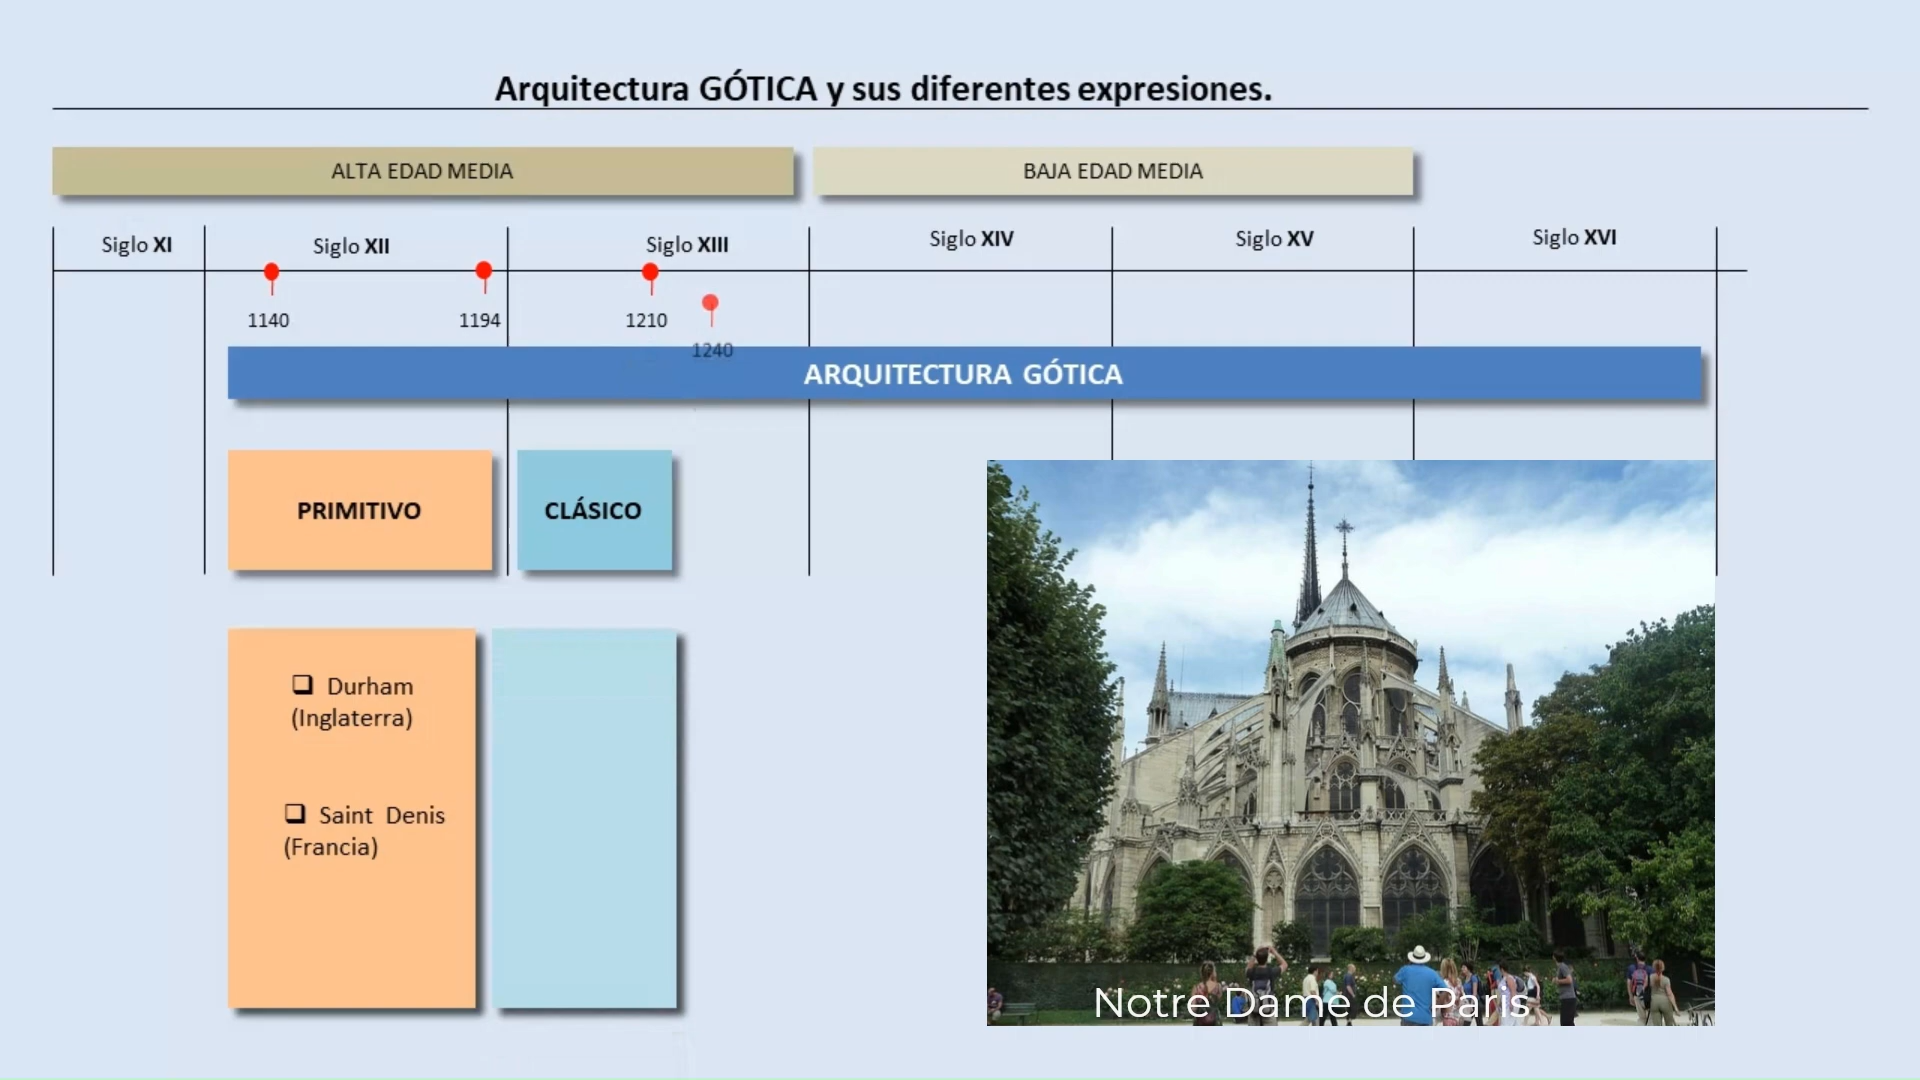 Arquitectura GÓTICA y sus diferentes expresiones.
ALTA EDAD MEDIA
BAJA EDAD MEDIA
Siglo XI
Siglo XII
Siglo XIII
Siglo XIV
Siglo XV
Siglo XVI
1140
1194
1210
1240
ARQUITECTURA GÓTICA
PRIMITIVO
CLÁSICO
Durham
(Inglaterra)
Saint Denis
(Francia)
Notre Dame de Paris